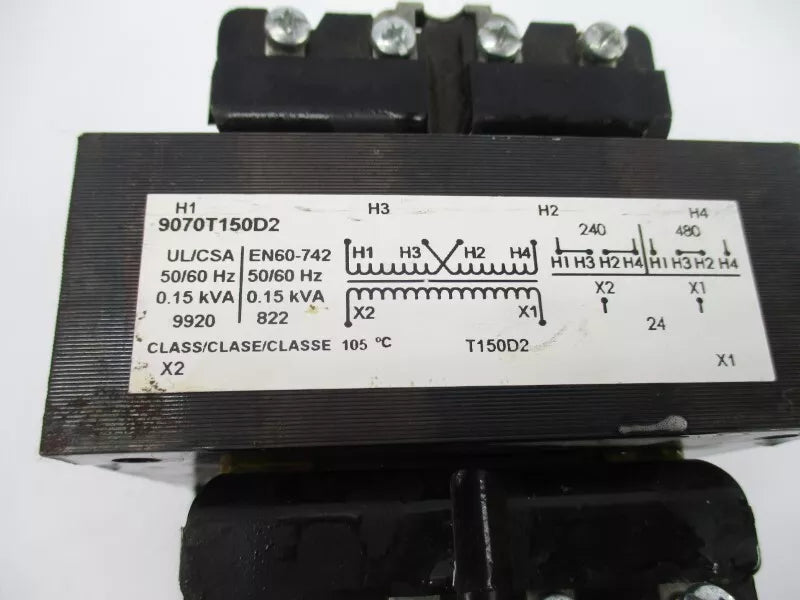 H1 H3 H2 H4
9070T150D2
240 480
UL/CSA EN60-742
H1 H3 H2 H4
50/60 Hz 50/60 Hz
H1 H3 H2 H4 H1 H3 H2 H4
0.15 kVA 0.15 kVA
X2 X1
X2 X1
9920 822
24
CLASS/CLASE/CLASSE 105 °C T150D2
X2 X1